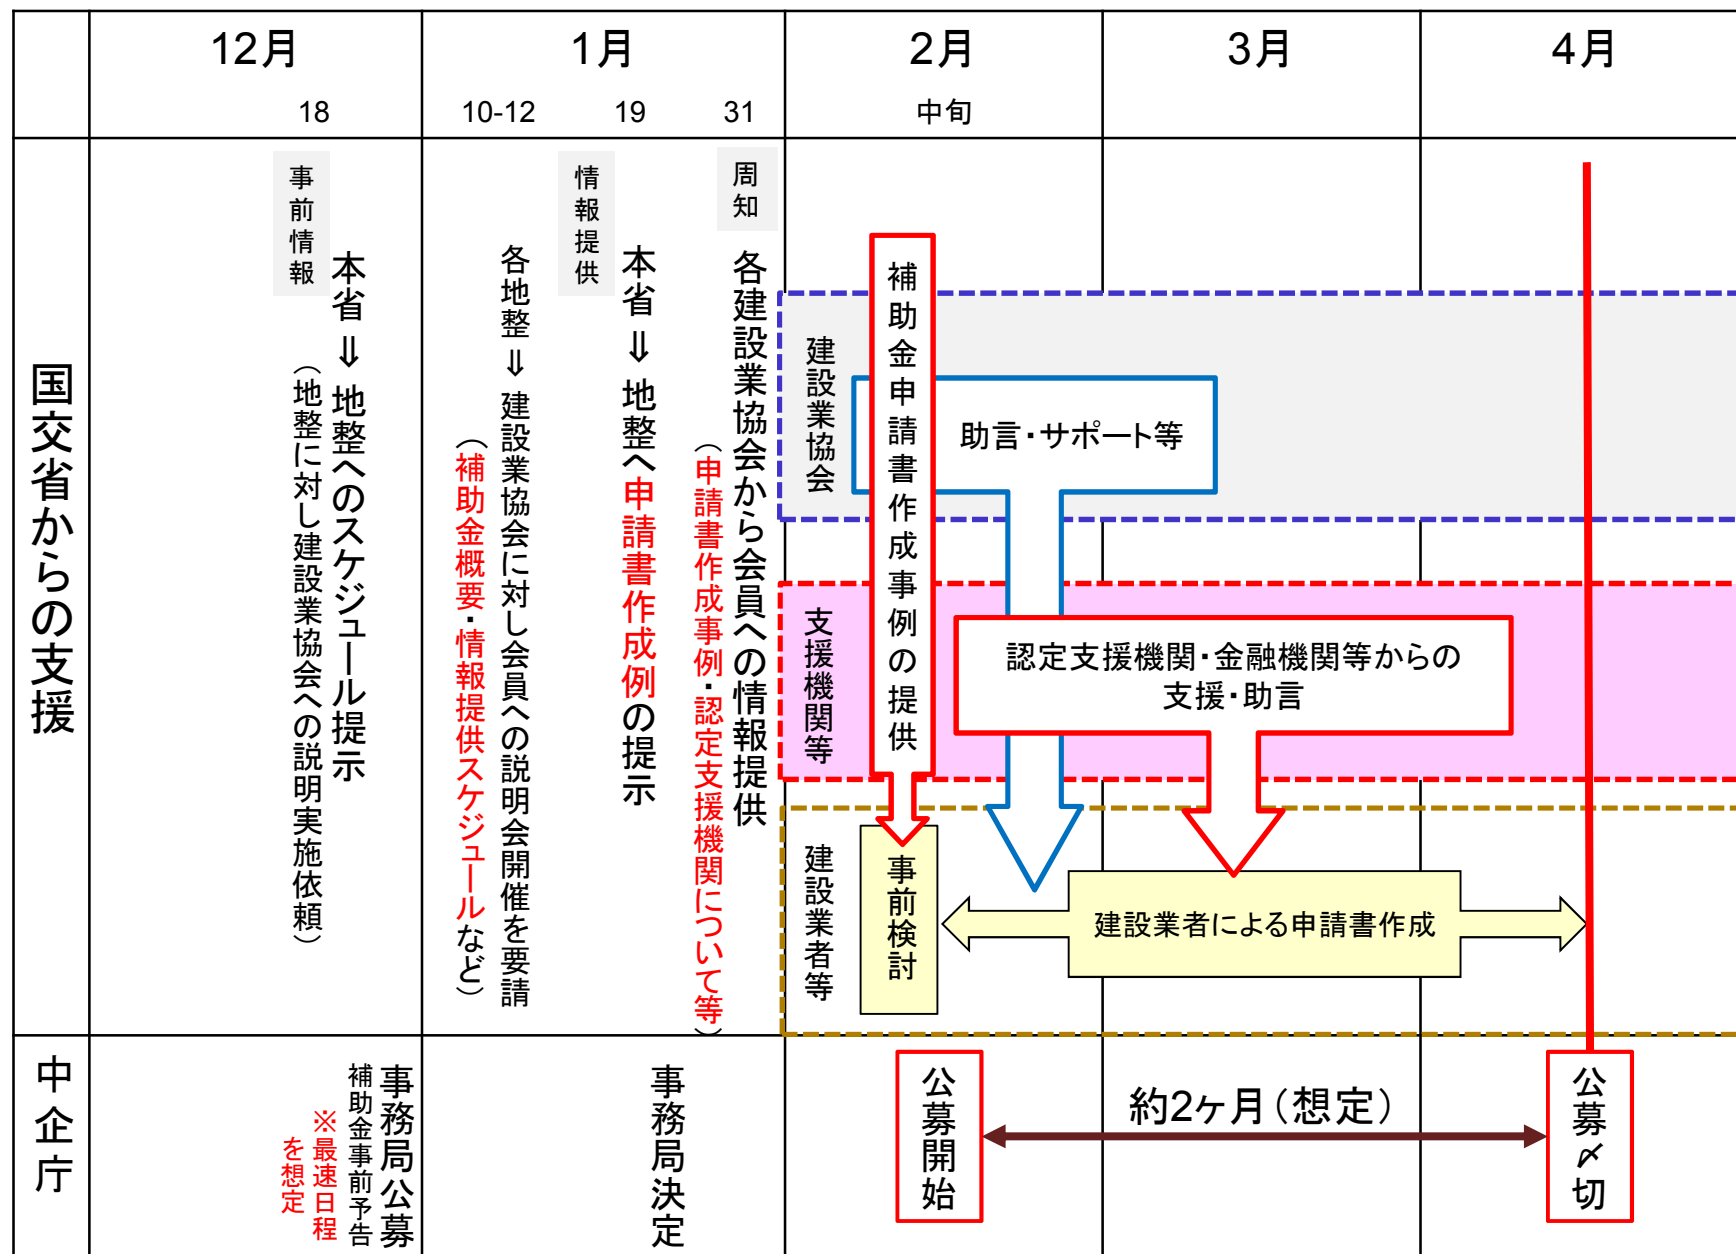 12月
1月
2月
3月
4月
18
10-12
19
31
中旬
国交省からの支援
事前情報
本省⇒地整へのスケジュール提示
（地整に対し建設業協会への説明実施依頼）
各地整⇒建設業協会に対し会員への説明会開催を要請
（補助金概要・情報提供スケジュールなど）
情報提供
本省⇒地整へ申請書作成例の提示
周知
各建設業協会から会員への情報提供
（申請書作成事例・認定支援機関について等）
建設業協会
補助金申請書作成事例の提供
助言・サポート等
支援機関等
認定支援機関・金融機関等からの
支援・助言
建設業者等
事前検討
建設業者による申請書作成
中企庁
事務局公募
補助金事前予告
※最速日程
を想定
事務局決定
公募開始
約2ヶ月（想定）
公募〆切